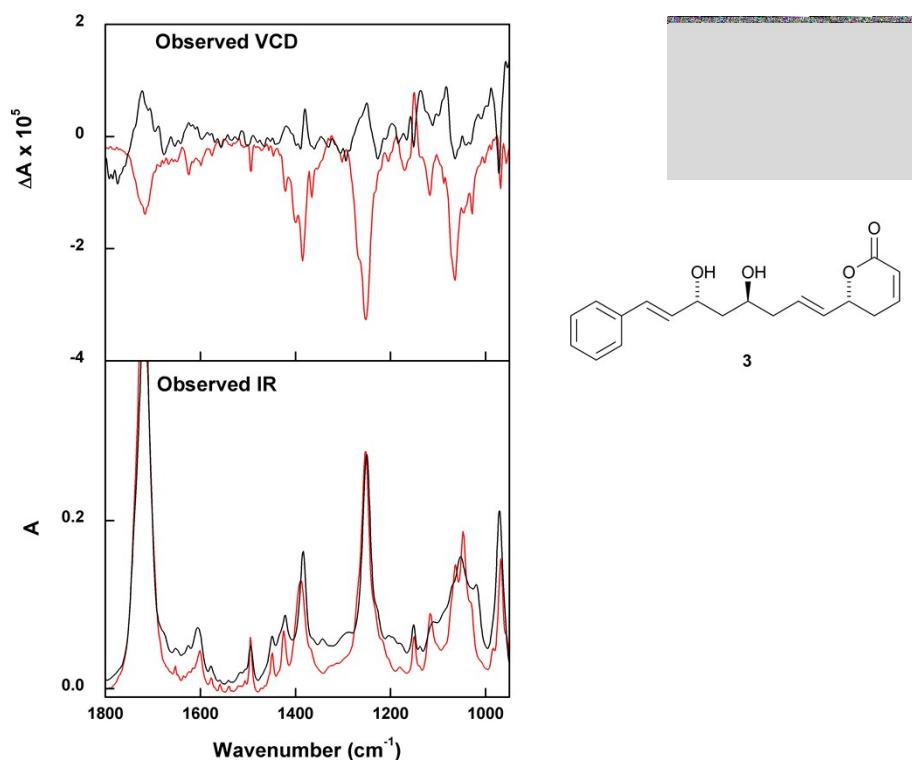 Observed VCD
2
0
-2
-4
ΔA x 10⁵
Observed IR
0.2
0.0
A
1800 1600 1400 1200 1000
Wavenumber (cm⁻¹)
O
O
OH OH
3